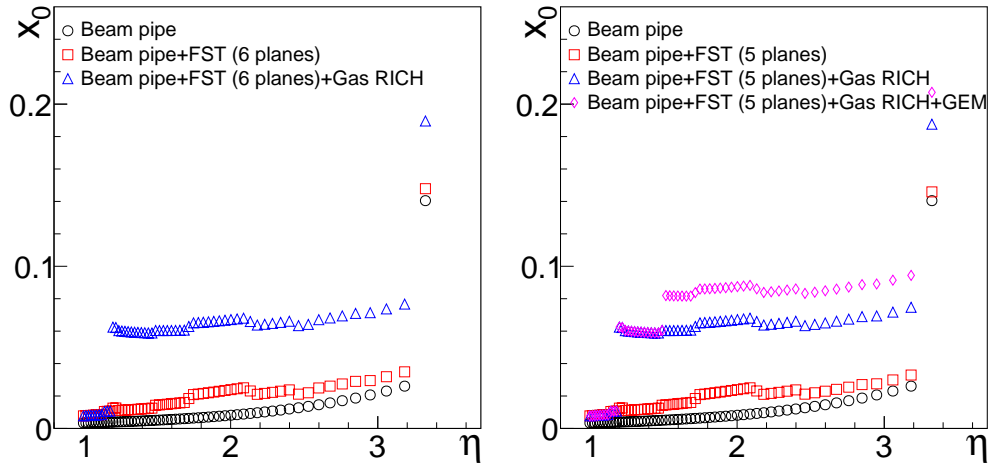 X0
Beam pipe
Beam pipe+FST (6 planes)
Beam pipe+FST (6 planes)+Gas RICH
0.2
0.1
0
1 2 3 η
X0
Beam pipe
Beam pipe+FST (5 planes)
Beam pipe+FST (5 planes)+Gas RICH
Beam pipe+FST (5 planes)+Gas RICH+GEM
0.2
0.1
0
1 2 3 η